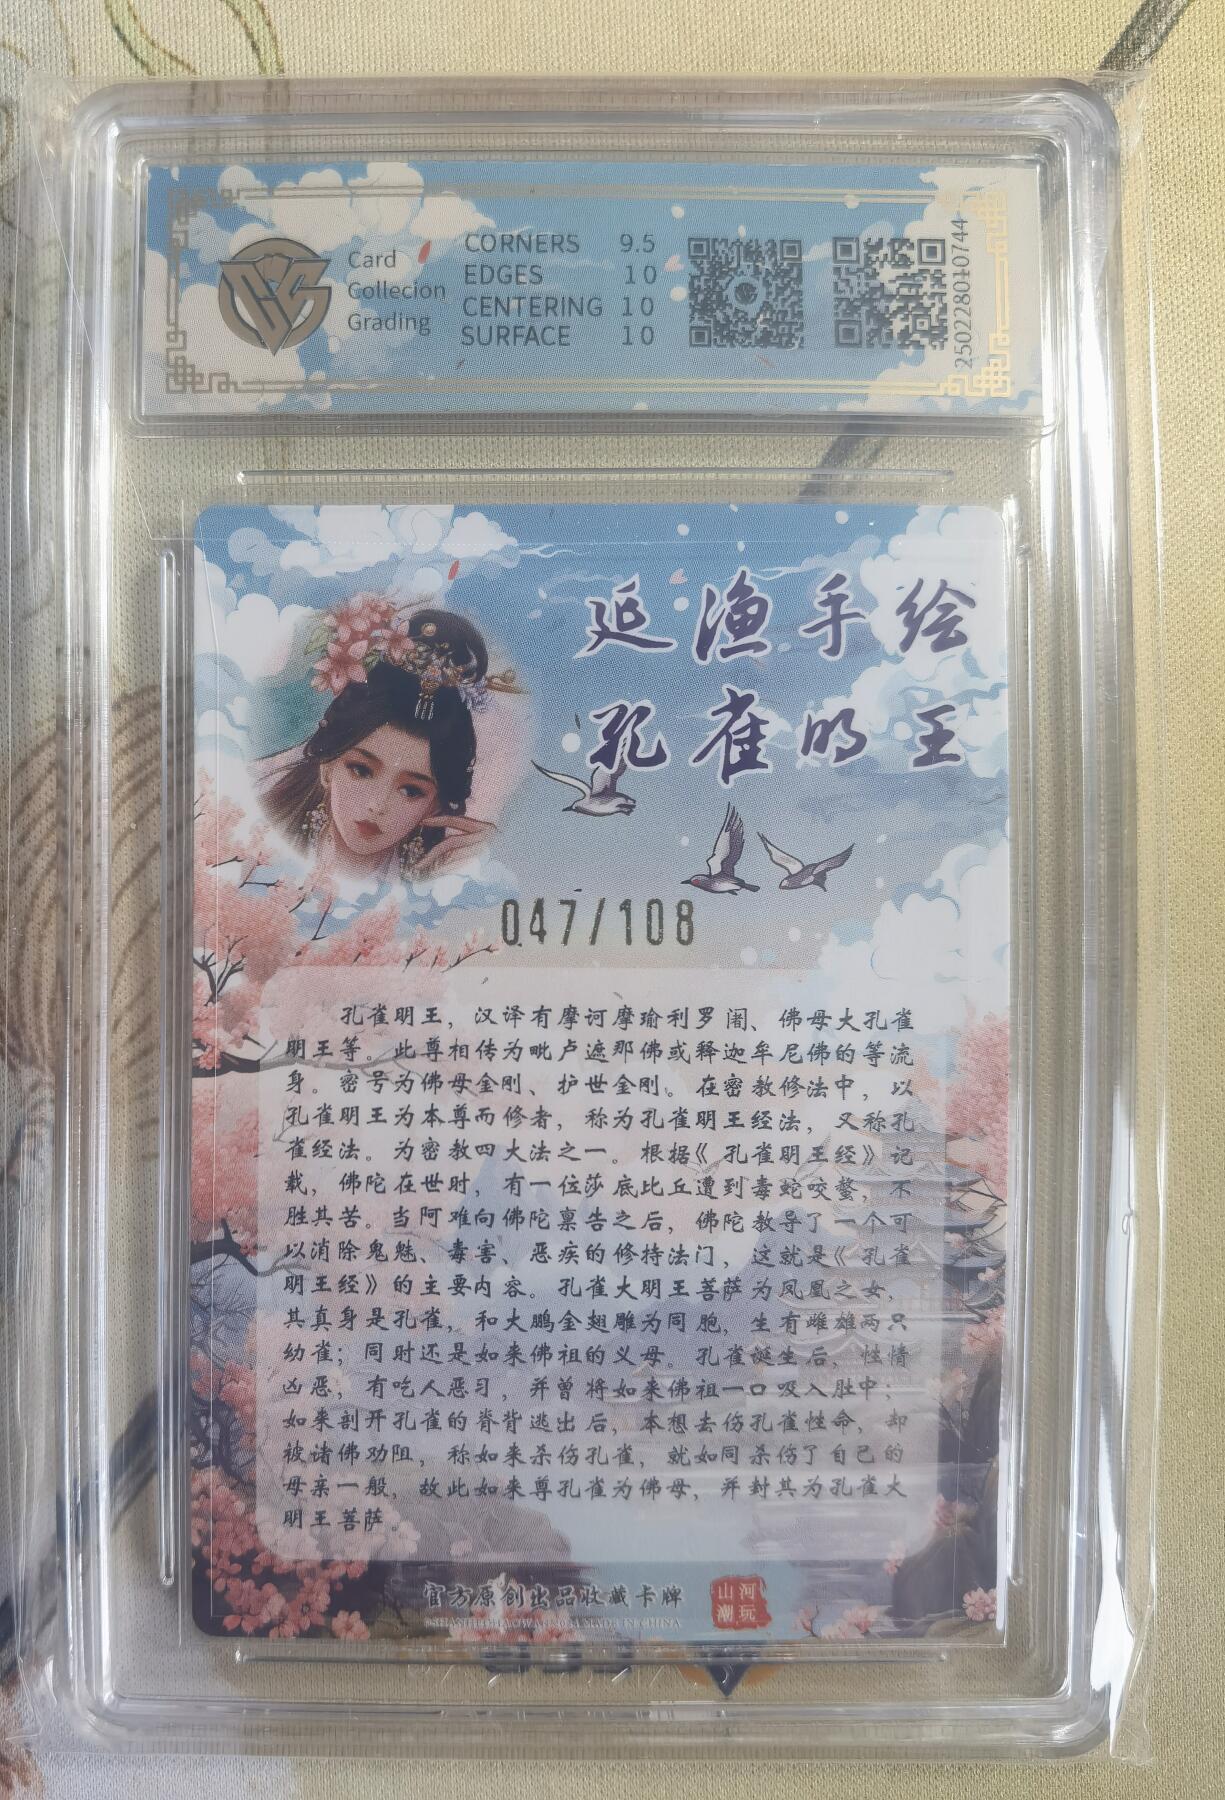 Card
Collecion
Grading
CORNERS 9.5
EDGES 10
CENTERING 10
SURFACE 10
250228010744
延渔手绘
孔雀明王
047/108
孔雀明王，汉译有摩诃摩瑜利罗阇、佛母大孔雀
明王等。此尊相传为毗卢遮那佛或释迦牟尼佛的等流
身。密号为佛母金刚、护世金刚。在密教修法中，以
孔雀明王为本尊而修者，称为孔雀明王经法，又称孔
雀经法。为密教四大法之一。根据《孔雀明王经》记
载，佛陀在世时，有一位莎底比丘遭到毒蛇咬螫，不
胜其苦。当阿难向佛陀禀告之后，佛陀教导了一个可
以消除鬼魅、毒害、恶疾的修持法门，这就是《孔雀
明王经》的主要内容。孔雀大明王菩萨为凤凰之女，
其真身是孔雀，和大鹏金翅雕为同胞，生有雌雄两只
幼雀；同时还是如来佛祖的义母。孔雀诞生后，性情
凶恶，有吃人恶习，并曾将如来佛祖一口吸入肚中；
如来剖开孔雀的脊背逃出后，本想去伤孔雀性命，却
被诸佛劝阻，称如来杀伤孔雀，就如同杀伤了自己的
母亲一般，故此如来尊孔雀为佛母，并封其为孔雀大
明王菩萨。
官方原创出品收藏卡牌
山河
潮玩